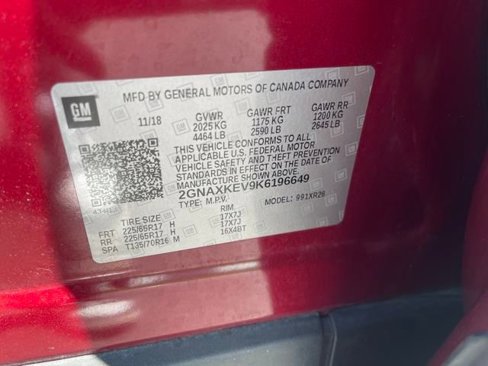 GM
MFD BY GENERAL MOTORS OF CANADA COMPANY
11/18 GVWR GAWR FRT GAWR RR
2025 KG 1175 KG 1200 KG
4464 LB 2590 LB 2645 LB
THIS VEHICLE CONFORMS TO ALL
APPLICABLE U.S. FEDERAL MOTOR
VEHICLE SAFETY AND THEFT PREVENTION
STANDARDS IN EFFECT ON THE DATE OF
MANUFACTURE SHOWN ABOVE.
2GNAXKEV9K6196649
TYPE: M.P.V. MODEL: 991XR26
TIRE SIZE RIM
FRT 225/65R17 H 17X7J
RR 225/65R17 H 17X7J
SPA T135/70R16 M 16X4BT